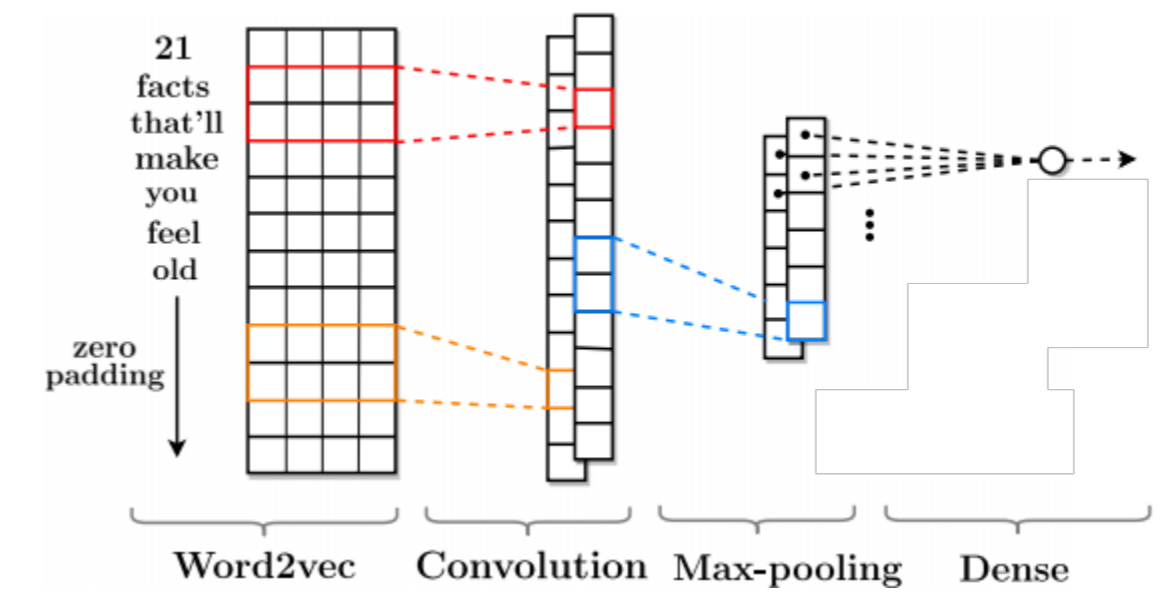 21
facts
that'll
make
you
feel
old
zero
padding
Word2vec
Convolution
Max-pooling
Dense